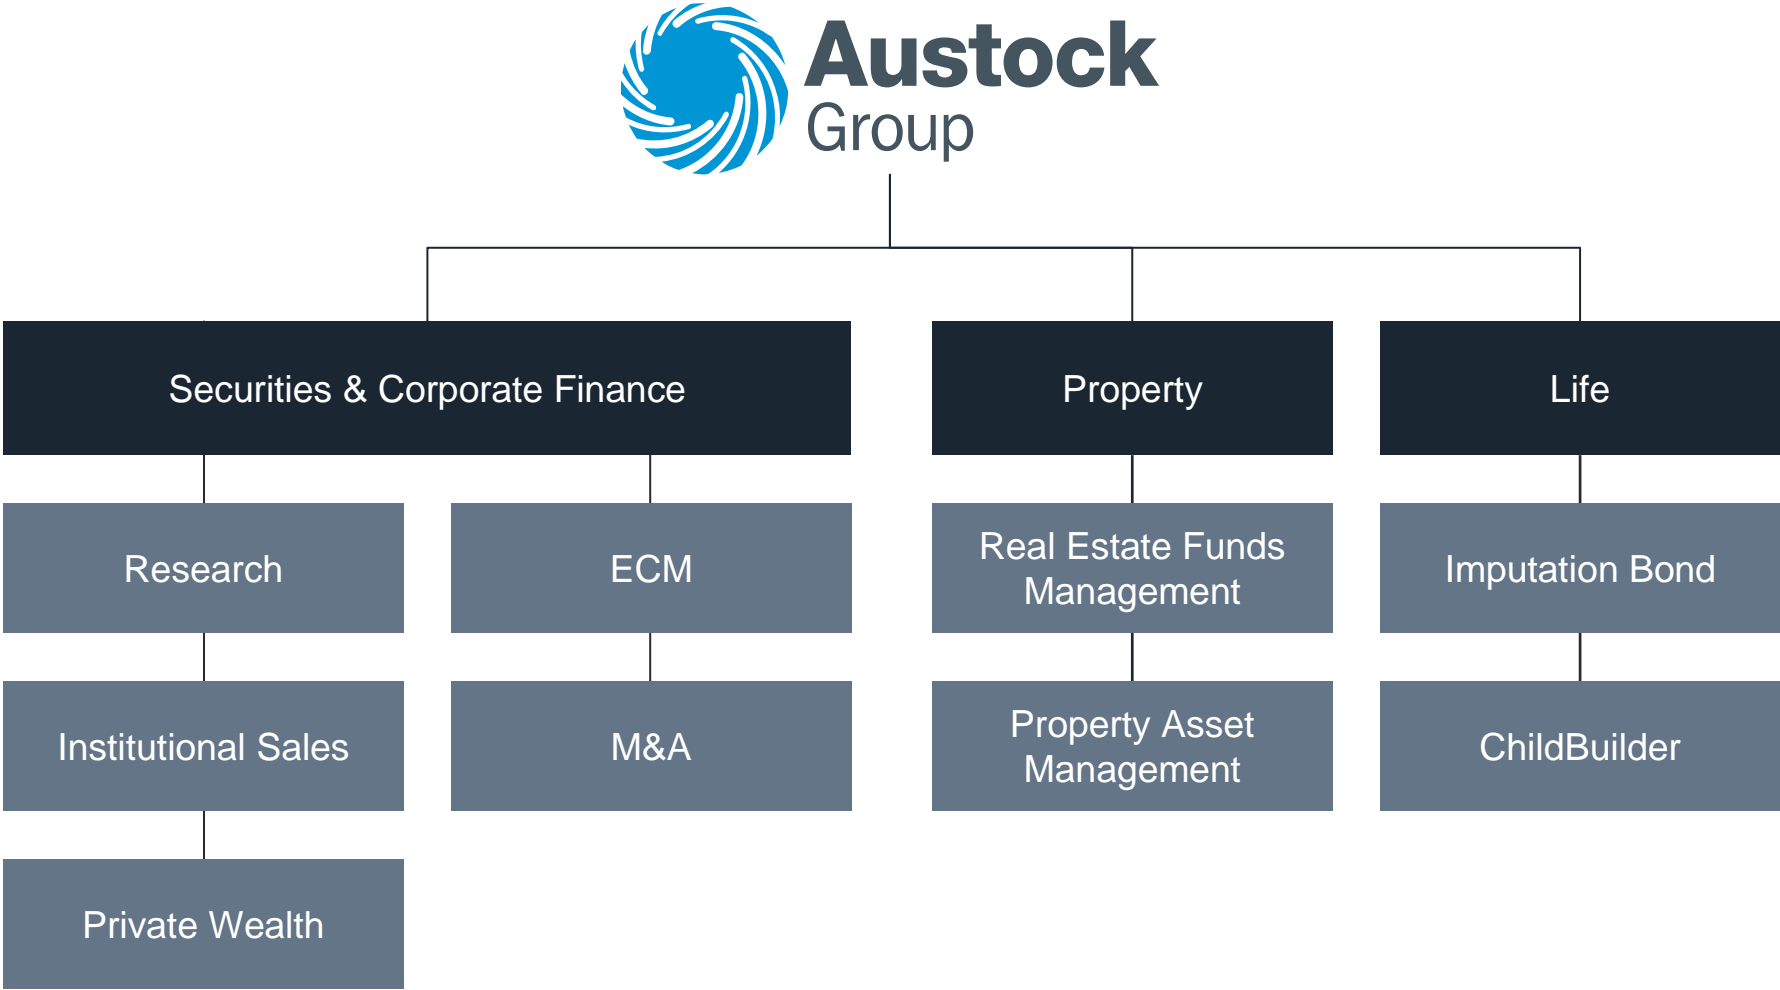 Austock
Group
Securities & Corporate Finance
Property
Life
Research
ECM
Real Estate Funds
Management
Imputation Bond
Institutional Sales
M&A
Property Asset
Management
ChildBuilder
Private Wealth